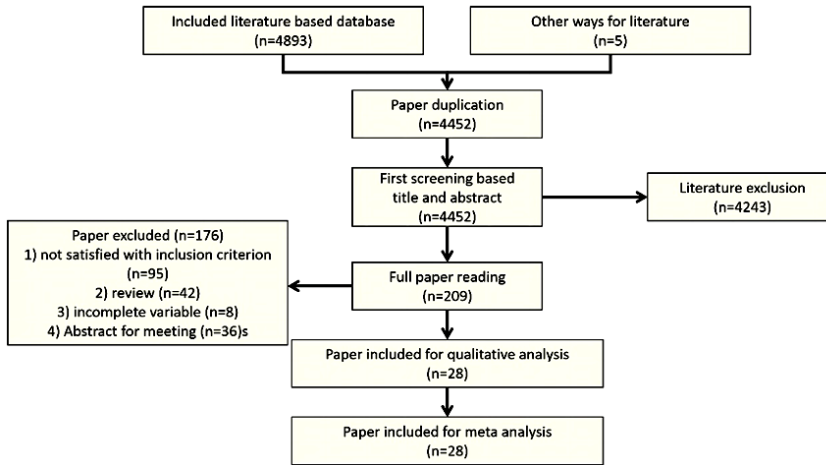 Included literature based database
(n=4893)
Other ways for literature
(n=5)
Paper duplication
(n=4452)
First screening based
title and abstract
(n=4452)
Literature exclusion
(n=4243)
Paper excluded (n=176)
1) not satisfied with inclusion criterion
(n=95)
2) review (n=42)
3) incomplete variable (n=8)
4) Abstract for meeting (n=36)s
Full paper reading
(n=209)
Paper included for qualitative analysis
(n=28)
Paper included for meta analysis
(n=28)